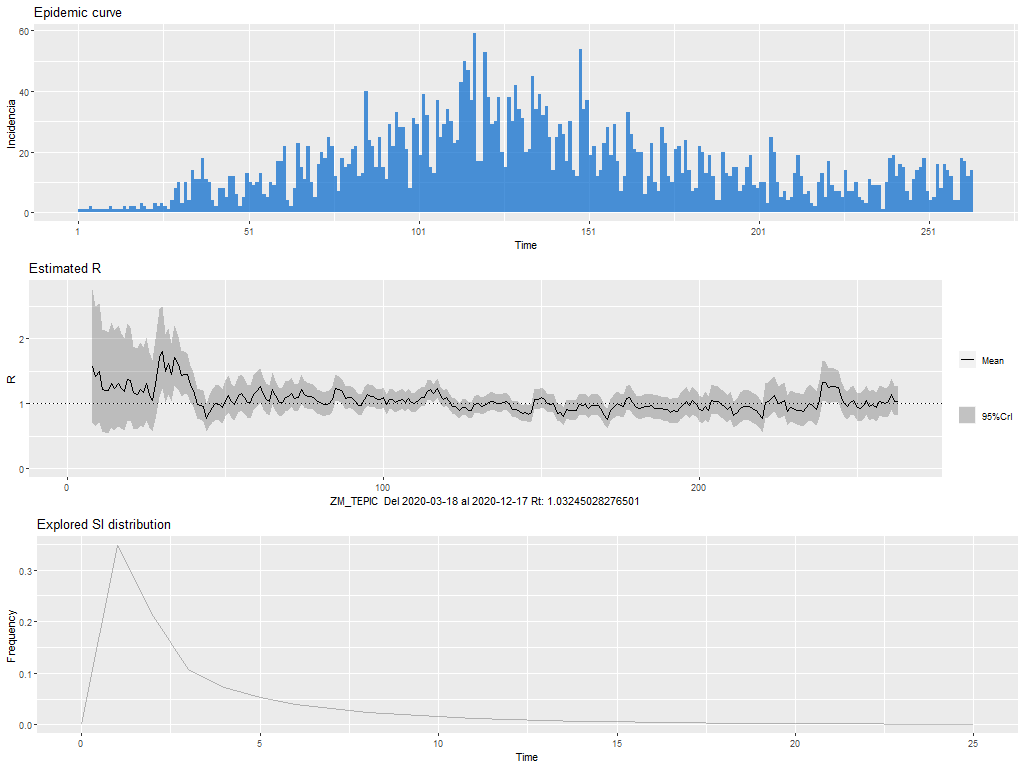 Epidemic curve
60
40
20
0
Incidencia
1
51
101
151
201
251
Time
Estimated R
2
1
0
R
0
100
200
ZM_TEPIC Del 2020-03-18 al 2020-12-17 Rt: 1.03245028276501
Mean
95%CrI
Explored SI distribution
0.3
0.2
0.1
0.0
Frequency
0
5
10
15
20
25
Time